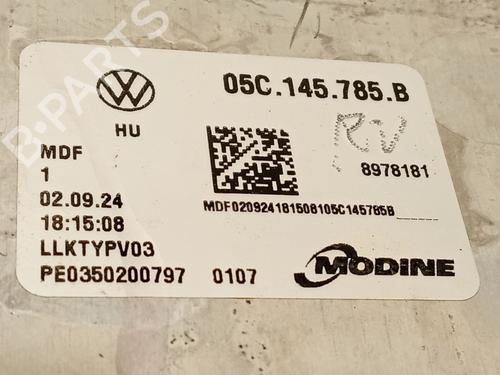 05C.145.785.B
HU
RV
MDF
8978181
1
02.09.24
MDF020924181508105C145785B
18:15:08
LLKTYPV03
PE0350200797 0107
MODINE
B-PARTS